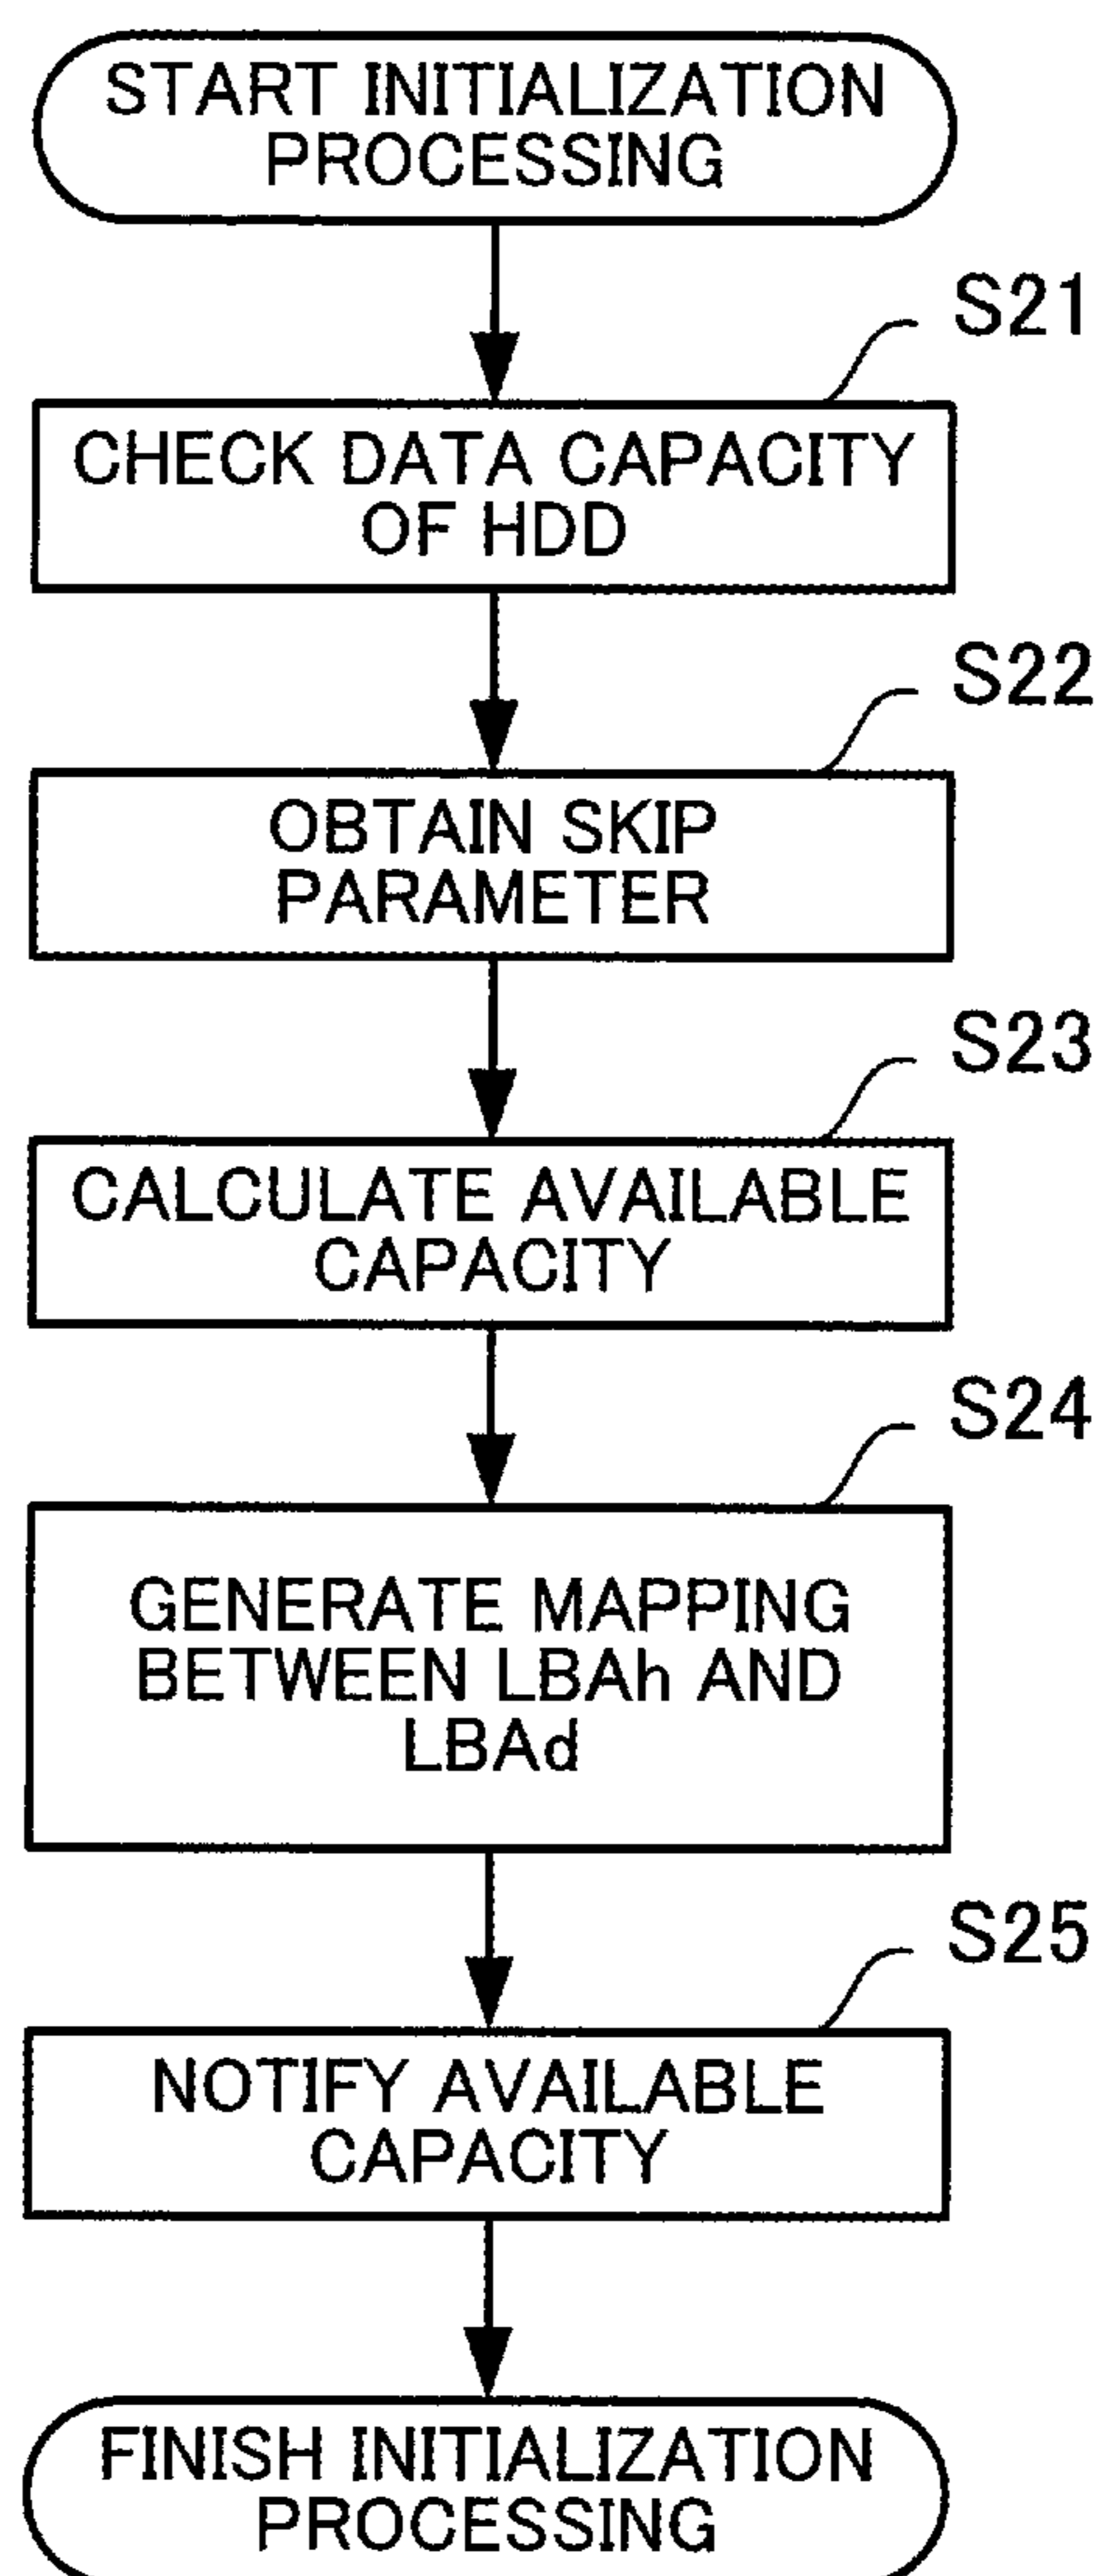 START INITIALIZATION
PROCESSING
S21
CHECK DATA CAPACITY
OF HDD
S22
OBTAIN SKIP
PARAMETER
S23
CALCULATE AVAILABLE
CAPACITY
S24
GENERATE MAPPING
BETWEEN LBAh AND
LBAd
S25
NOTIFY AVAILABLE
CAPACITY
FINISH INITIALIZATION
PROCESSING